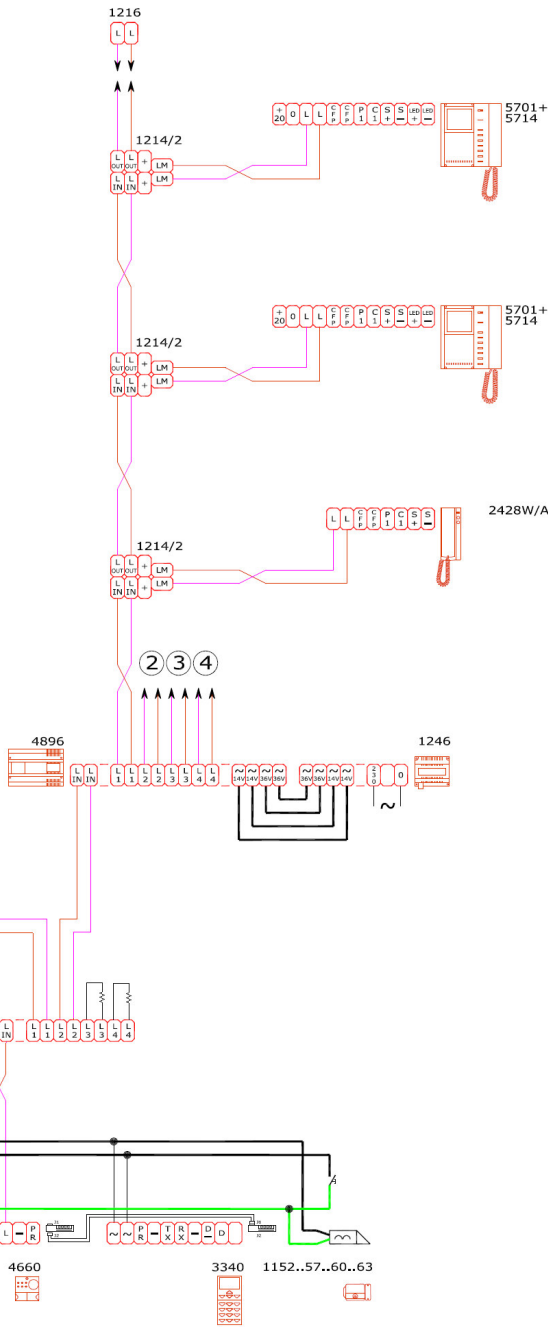 1216
L L
+20 0 L L CFP CFP P1 C1 S+ S− LED+ LED−
5701+
5714
1214/2
L OUT L OUT + LM
L IN L IN + LM
+20 0 L L CFP CFP P1 C1 S+ S− LED+ LED−
5701+
5714
1214/2
L OUT L OUT + LM
L IN L IN + LM
2428W/A
L L CFP CFP P1 C1 S+ S−
1214/2
L OUT L OUT + LM
L IN L IN + LM
2 3 4
4896
1246
L IN L IN L1 L1 L2 L2 L3 L3 L4 L4 ~14V ~14V ~36V ~36V ~36V ~36V ~14V ~14V 230 0
~
L IN L1 L1 L2 L2 L3 L3 L4 L4
L − PR J1 J2 ~ ~ PR − TX RX − D D J1 J2
4660
3340
1152..57..60..63